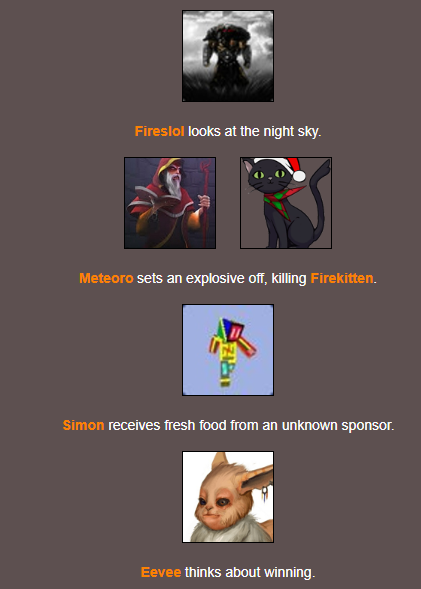 Fireslol looks at the night sky.
Meteoro sets an explosive off, killing Firekitten.
Simon receives fresh food from an unknown sponsor.
Eevee thinks about winning.